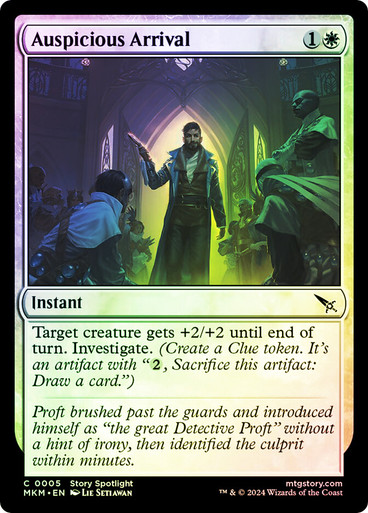 Auspicious Arrival 1
Instant
Target creature gets +2/+2 until end of
turn. Investigate. (Create a Clue token. It's
an artifact with “2, Sacrifice this artifact:
Draw a card.”)
Proft brushed past the guards and introduced
himself as “the great Detective Proft” without
a hint of irony, then identified the culprit
within minutes.
C 0005 Story Spotlight mtgstory.com
MKM • EN Lie Setiawan ™ & © 2024 Wizards of the Coast